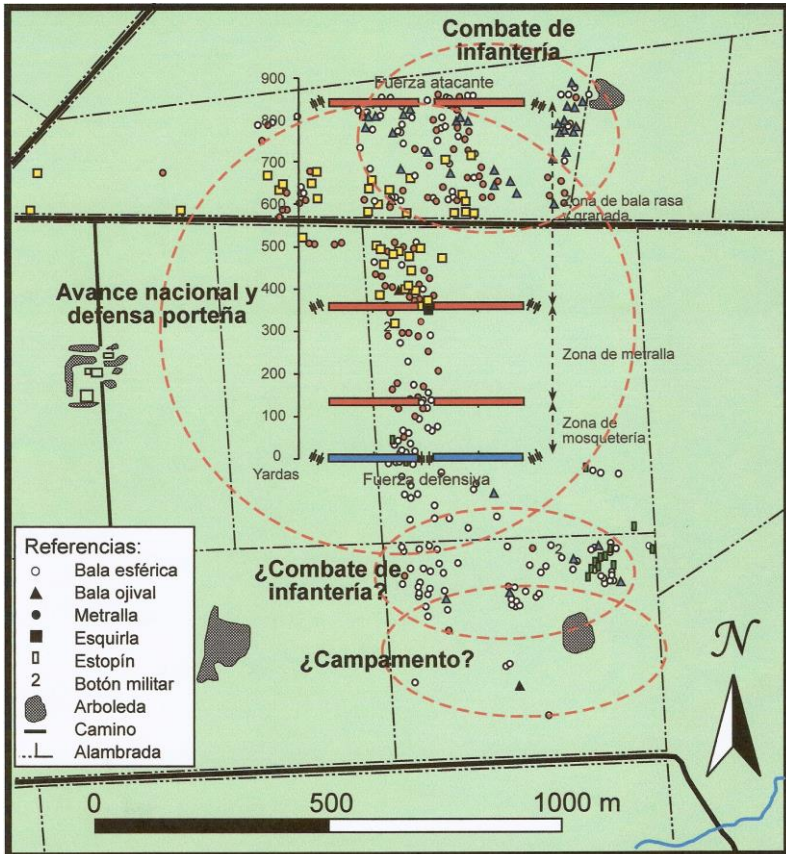 Combate de
infantería
Fuerza atacante
900
800
700
600
500
400
300
200
100
0
Yardas
Zona de bala rasa
y granada
Avance nacional y
defensa porteña
2
Zona de metralla
Zona de
mosquetería
Fuerza defensiva
2
¿Combate de
infantería?
¿Campamento?
Referencias:
Bala esférica
Bala ojival
Metralla
Esquirla
Estopín
2 Botón militar
Arboleda
Camino
Alambrada
N
0 500 1000 m